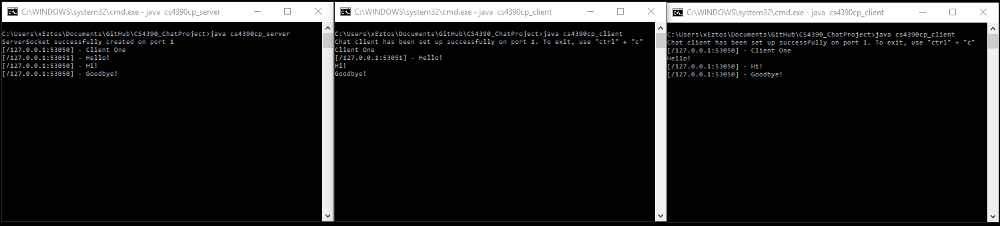 C:\WINDOWS\system32\cmd.exe - java  cs4390cp_server
C:\Users\xEztos\Documents\GitHub\CS4390_ChatProject>java cs4390cp_server
ServerSocket successfully created on port 1
[/127.0.0.1:53050] - Client One
[/127.0.0.1:53051] - Hello!
[/127.0.0.1:53050] - Hi!
[/127.0.0.1:53050] - Goodbye!
C:\WINDOWS\system32\cmd.exe - java  cs4390cp_client
C:\Users\xEztos\Documents\GitHub\CS4390_ChatProject>java cs4390cp_client
Chat client has been set up successfully on port 1. To exit, use "ctrl" + "c"
Client One
[/127.0.0.1:53051] - Hello!
Hi!
Goodbye!
C:\WINDOWS\system32\cmd.exe - java  cs4390cp_client
C:\Users\xEztos\Documents\GitHub\CS4390_ChatProject>java cs4390cp_client
Chat client has been set up successfully on port 1. To exit, use "ctrl" + "c"
[/127.0.0.1:53050] - Client One
Hello!
[/127.0.0.1:53050] - Hi!
[/127.0.0.1:53050] - Goodbye!